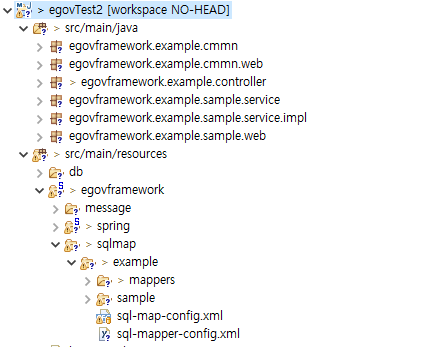 > egovTest2 [workspace NO-HEAD]
> src/main/java
egovframework.example.cmmn
egovframework.example.cmmn.web
> egovframework.example.controller
egovframework.example.sample.service
egovframework.example.sample.service.impl
egovframework.example.sample.web
> src/main/resources
db
> egovframework
message
> spring
> sqlmap
> example
> mappers
sample
sql-map-config.xml
sql-mapper-config.xml